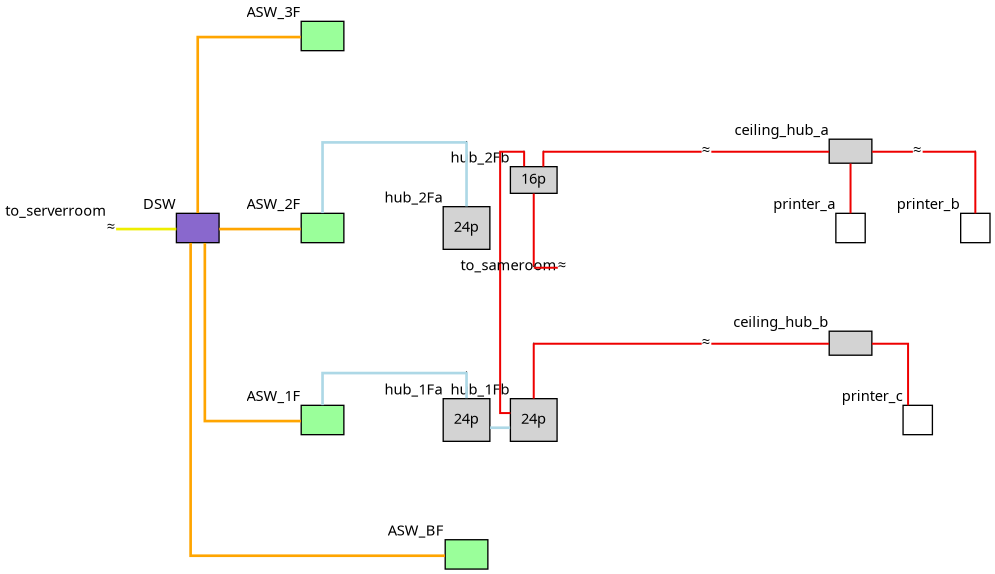 ASW_3F
ceiling_hub_a
≈
≈
hub_2Fb
16p
to_serverroom
≈
DSW
ASW_2F
hub_2Fa
24p
printer_a
printer_b
to_sameroom≈
ceiling_hub_b
≈
ASW_1F
hub_1Fa
hub_1Fb
24p
24p
printer_c
ASW_BF